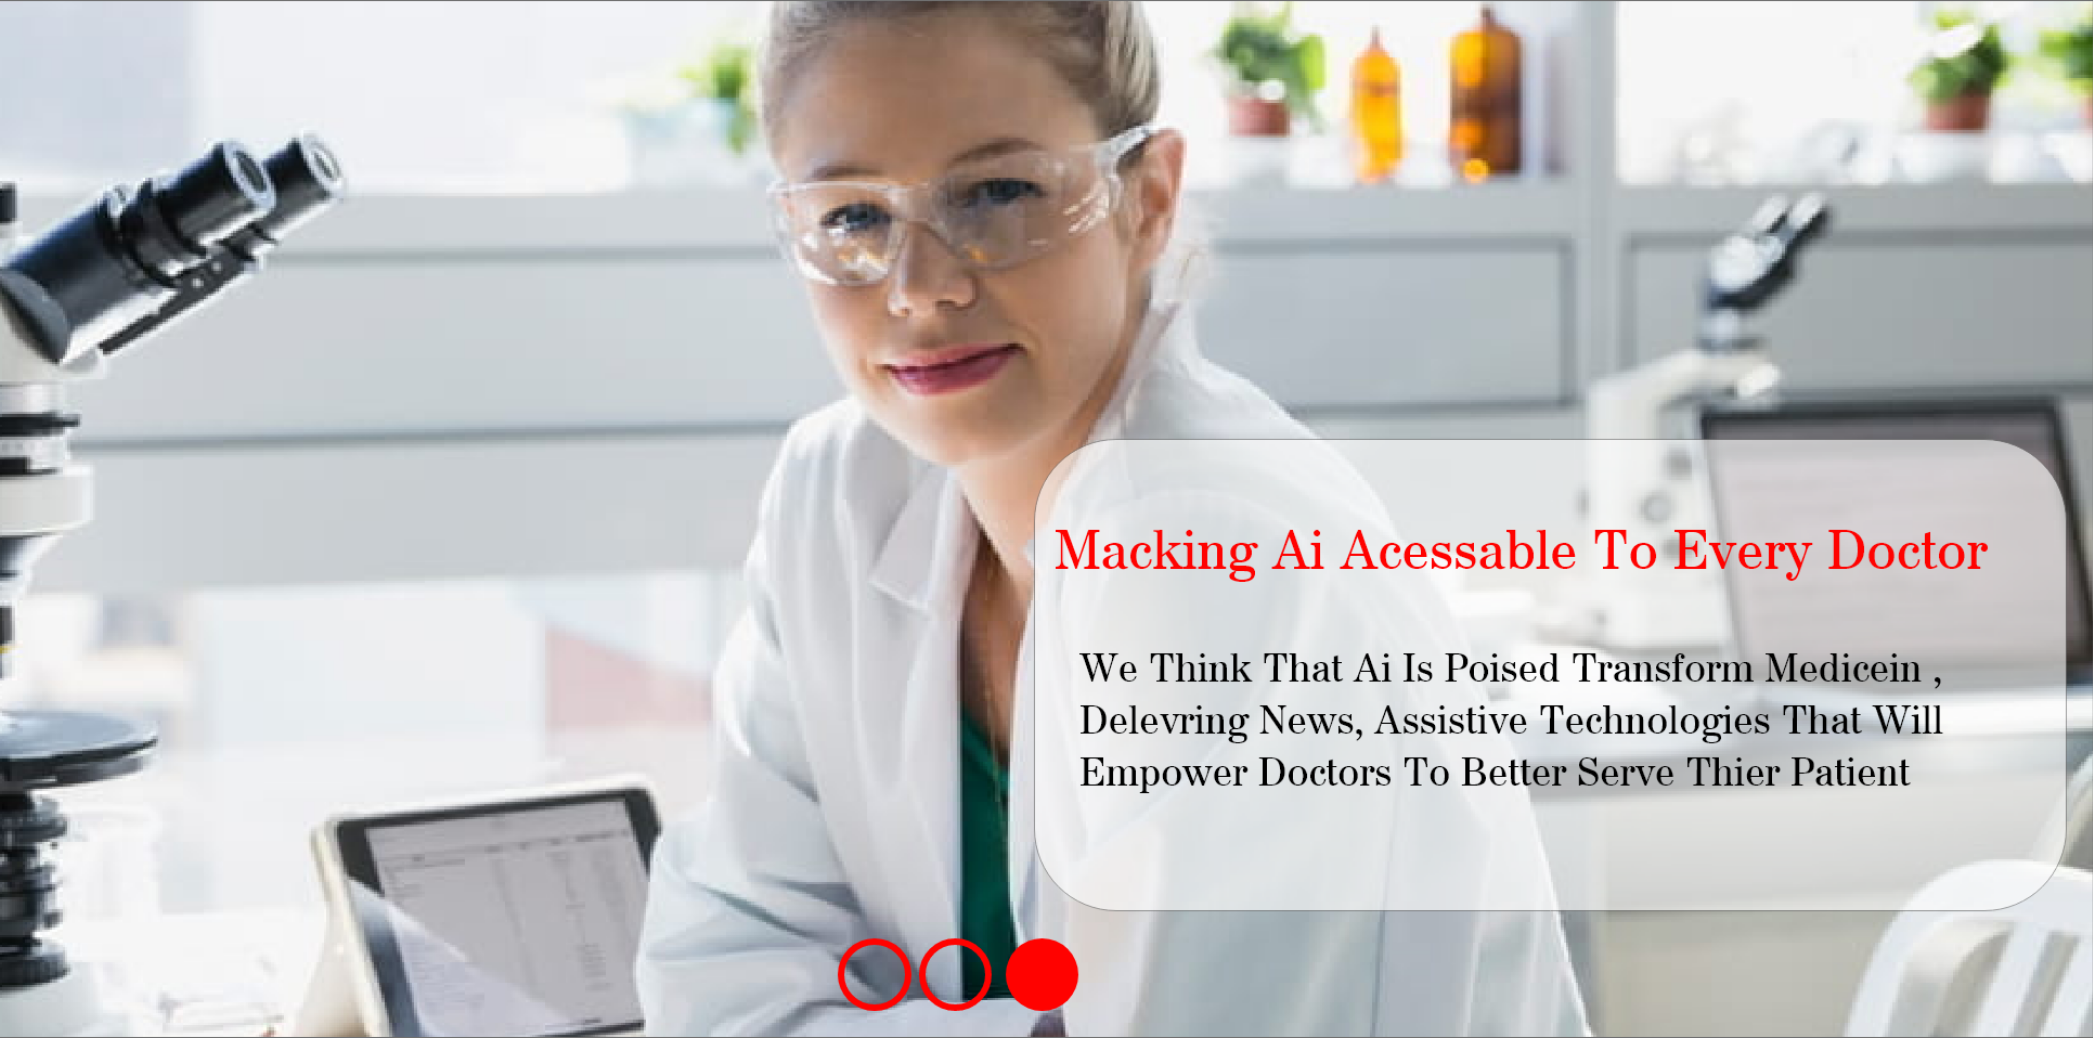 Macking Ai Acessable To Every Doctor
We Think That Ai Is Poised Transform Medicein ,
Delevring News, Assistive Technologies That Will
Empower Doctors To Better Serve Thier Patient